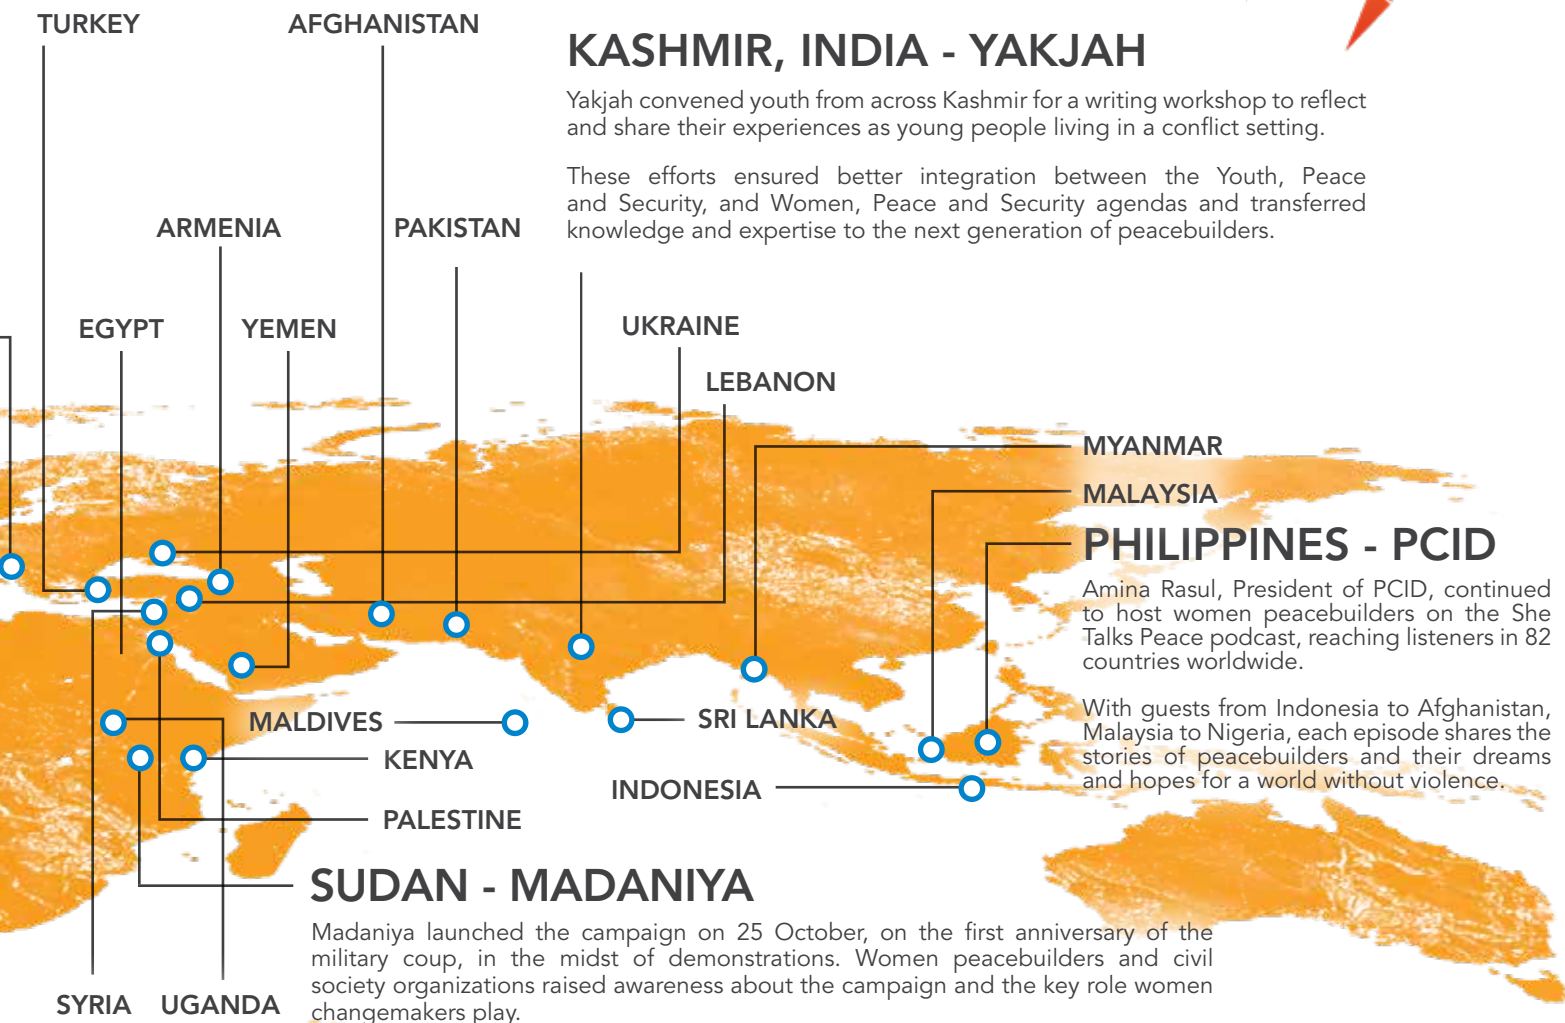 TURKEY
AFGHANISTAN
KASHMIR, INDIA - YAKJAH
Yakjah convened youth from across Kashmir for a writing workshop to reflect
and share their experiences as young people living in a conflict setting.
These efforts ensured better integration between the Youth, Peace
and Security, and Women, Peace and Security agendas and transferred
knowledge and expertise to the next generation of peacebuilders.
ARMENIA
PAKISTAN
EGYPT
YEMEN
UKRAINE
LEBANON
MYANMAR
MALAYSIA
PHILIPPINES - PCID
Amina Rasul, President of PCID, continued
to host women peacebuilders on the She
Talks Peace podcast, reaching listeners in 82
countries worldwide.
With guests from Indonesia to Afghanistan,
Malaysia to Nigeria, each episode shares the
stories of peacebuilders and their dreams
and hopes for a world without violence.
MALDIVES
SRI LANKA
KENYA
INDONESIA
PALESTINE
SUDAN - MADANIYA
Madaniya launched the campaign on 25 October, on the first anniversary of the
military coup, in the midst of demonstrations. Women peacebuilders and civil
society organizations raised awareness about the campaign and the key role women
changemakers play.
SYRIA
UGANDA